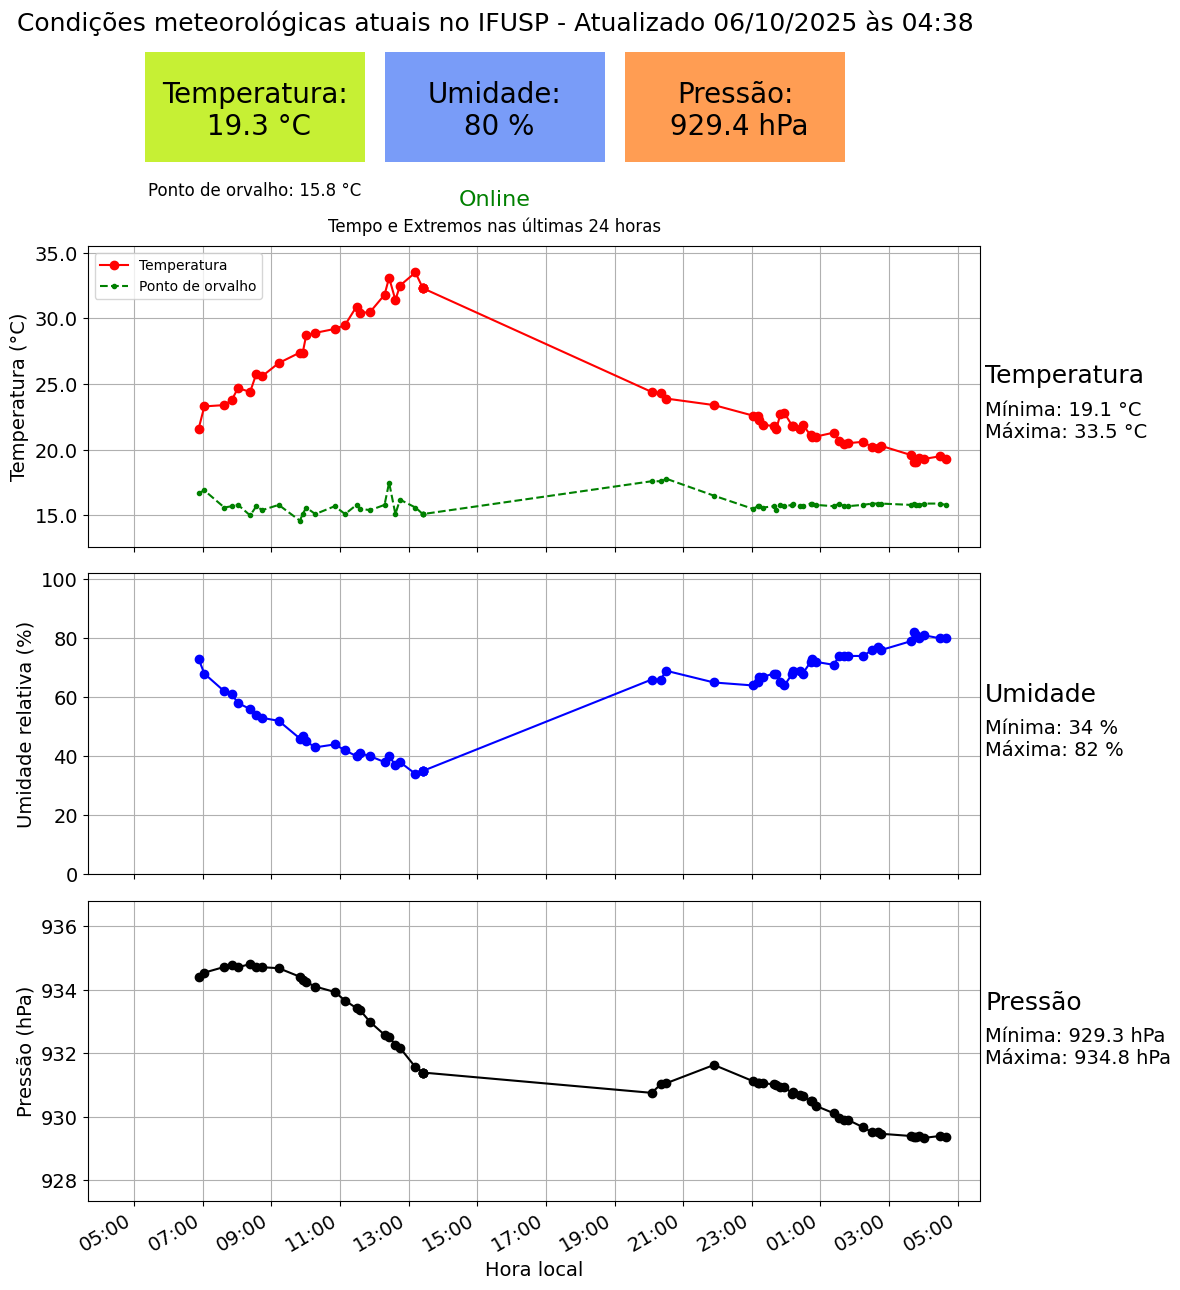 Condições meteorológicas atuais no IFUSP - Atualizado 06/10/2025 às 04:38
Temperatura:
19.3 °C
Umidade:
80 %
Pressão:
929.4 hPa
Ponto de orvalho: 15.8 °C
Online
Tempo e Extremos nas últimas 24 horas
Temperatura (°C)
35.0
30.0
25.0
20.0
15.0
Temperatura
Ponto de orvalho
Temperatura
Mínima: 19.1 °C
Máxima: 33.5 °C
Umidade relativa (%)
100
80
60
40
20
0
Umidade
Mínima: 34 %
Máxima: 82 %
Pressão (hPa)
936
934
932
930
928
Pressão
Mínima: 929.3 hPa
Máxima: 934.8 hPa
05:00 07:00 09:00 11:00 13:00 15:00 17:00 19:00 21:00 23:00 01:00 03:00 05:00
Hora local